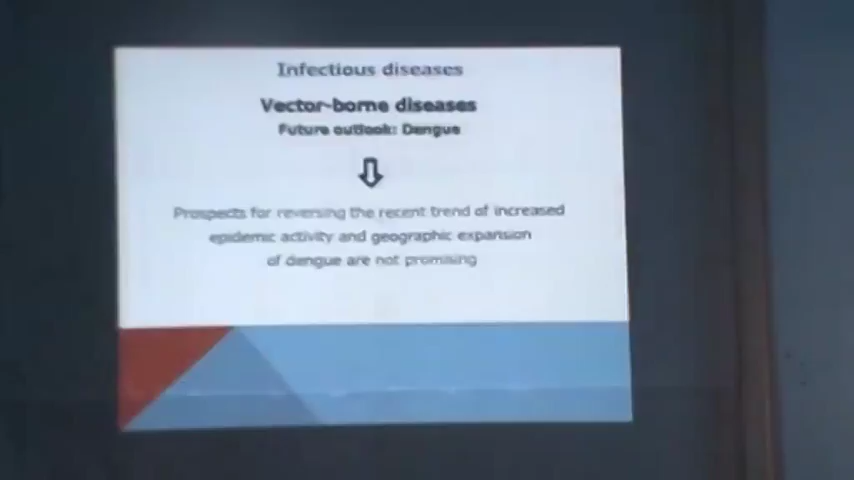 Infectious diseases
Vector-borne diseases
Future outlook: Dengue
Prospects for reversing the recent trend of increased
epidemic activity and geographic expansion
of dengue are not promising